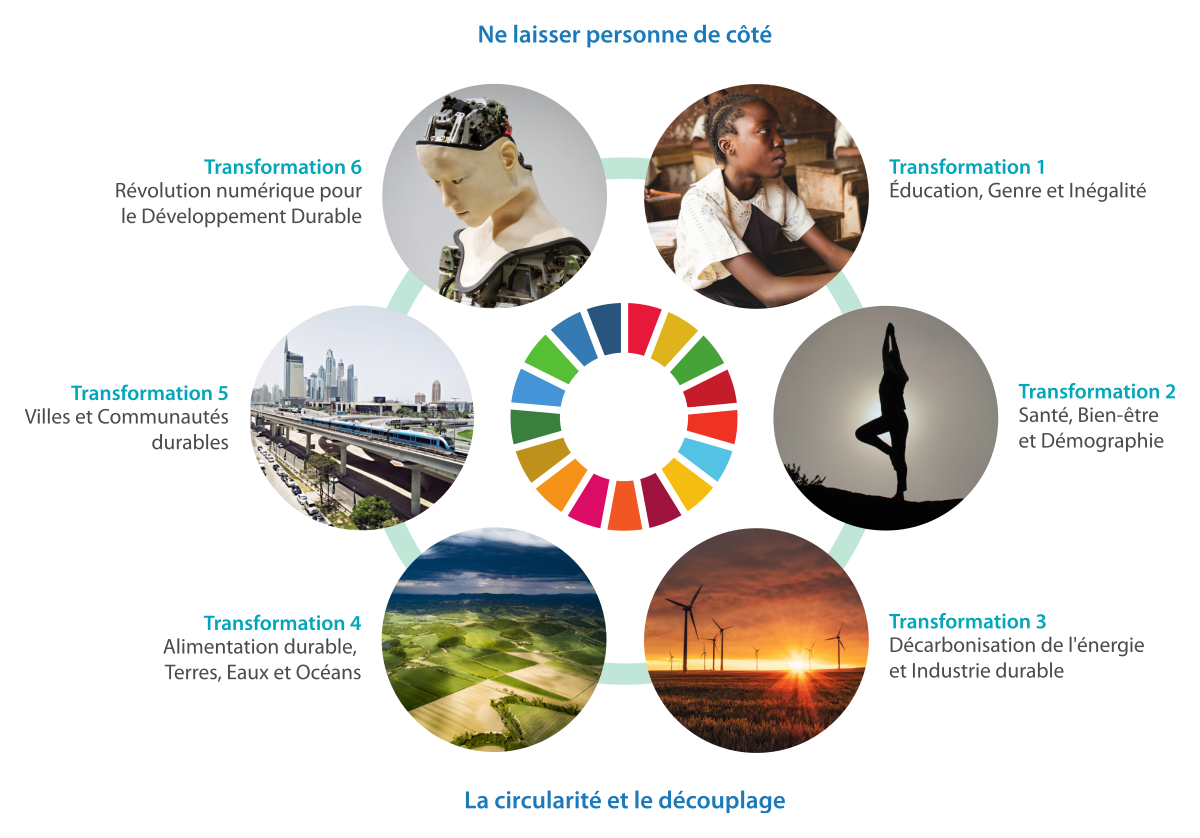 Ne laisser personne de côté
Transformation 1
Éducation, Genre et Inégalité
Transformation 2
Santé, Bien-être
et Démographie
Transformation 3
Décarbonisation de l'énergie
et Industrie durable
Transformation 4
Alimentation durable,
Terres, Eaux et Océans
Transformation 5
Villes et Communautés
durables
Transformation 6
Révolution numérique pour
le Développement Durable
La circularité et le découplage